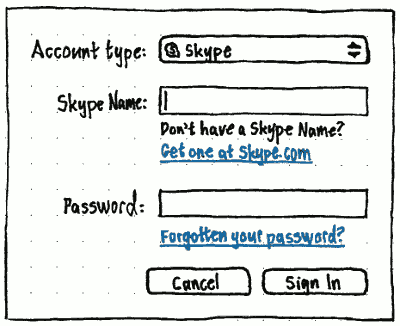 Account type: Skype
Skype Name:
Don't have a Skype Name?
Get one at Skype.com
Password:
Forgotten your password?
Cancel Sign In